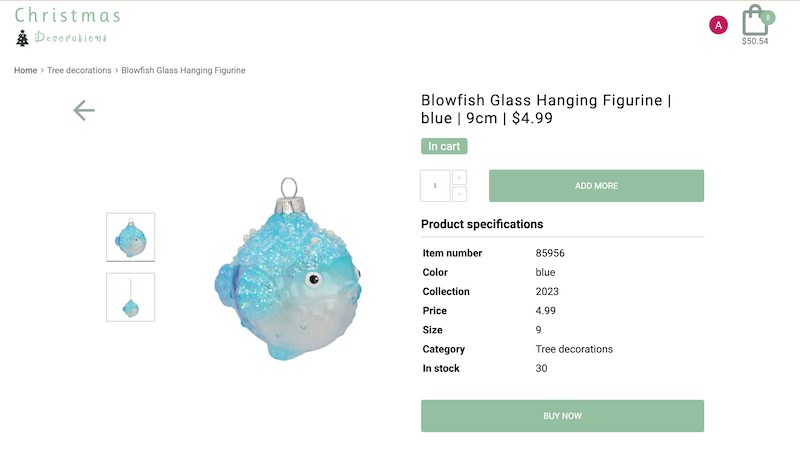 Christmas
Decorations
A
8
$50.54
Home > Tree decorations > Blowfish Glass Hanging Figurine
Blowfish Glass Hanging Figurine |
blue | 9cm | $4.99
In cart
1
+
-
ADD MORE
Product specifications
Item number 85956
Color blue
Collection 2023
Price 4.99
Size 9
Category Tree decorations
In stock 30
BUY NOW